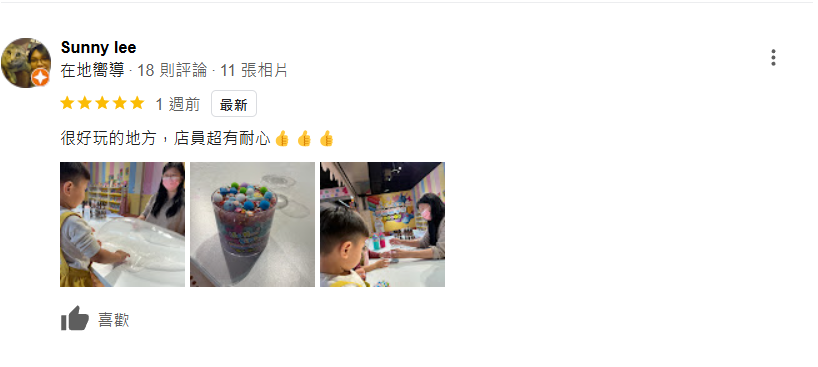 Sunny lee
在地嚮導 · 18 則評論 · 11 張相片
1 週前 最新
很好玩的地方，店員超有耐心👍👍👍
喜歡